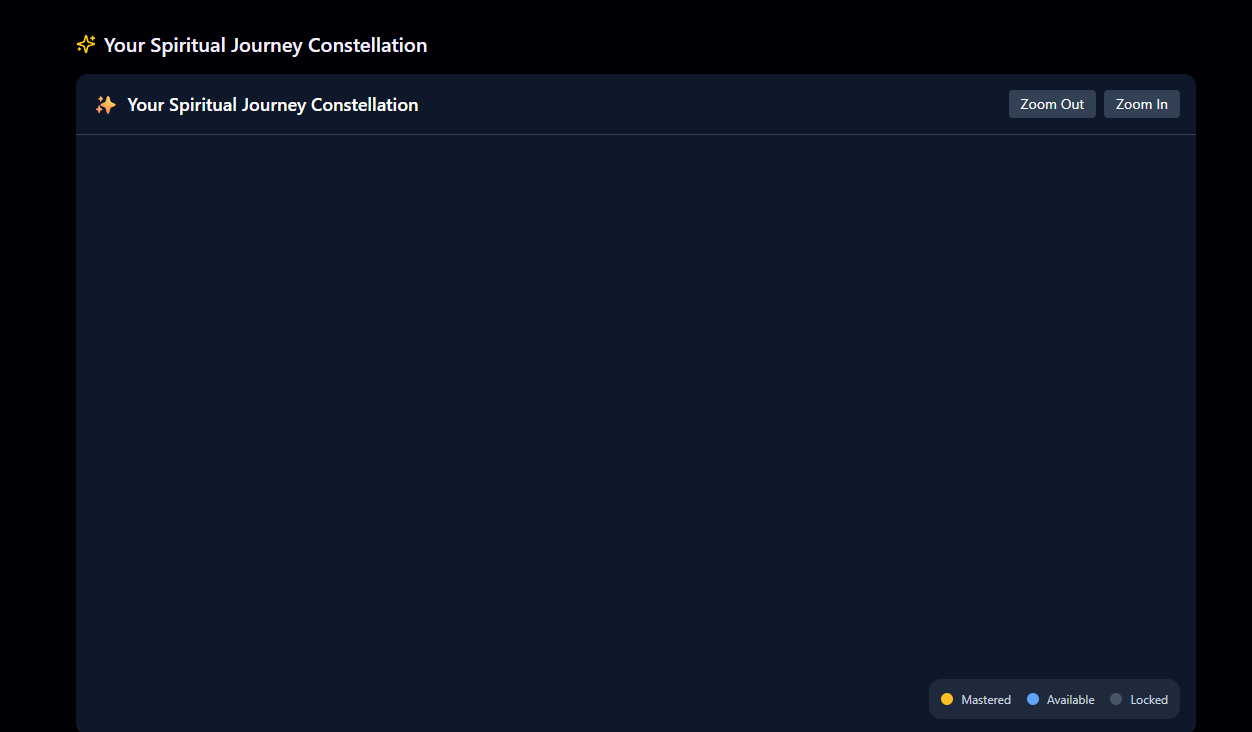 Your Spiritual Journey Constellation
Your Spiritual Journey Constellation
Zoom Out
Zoom In
Mastered
Available
Locked